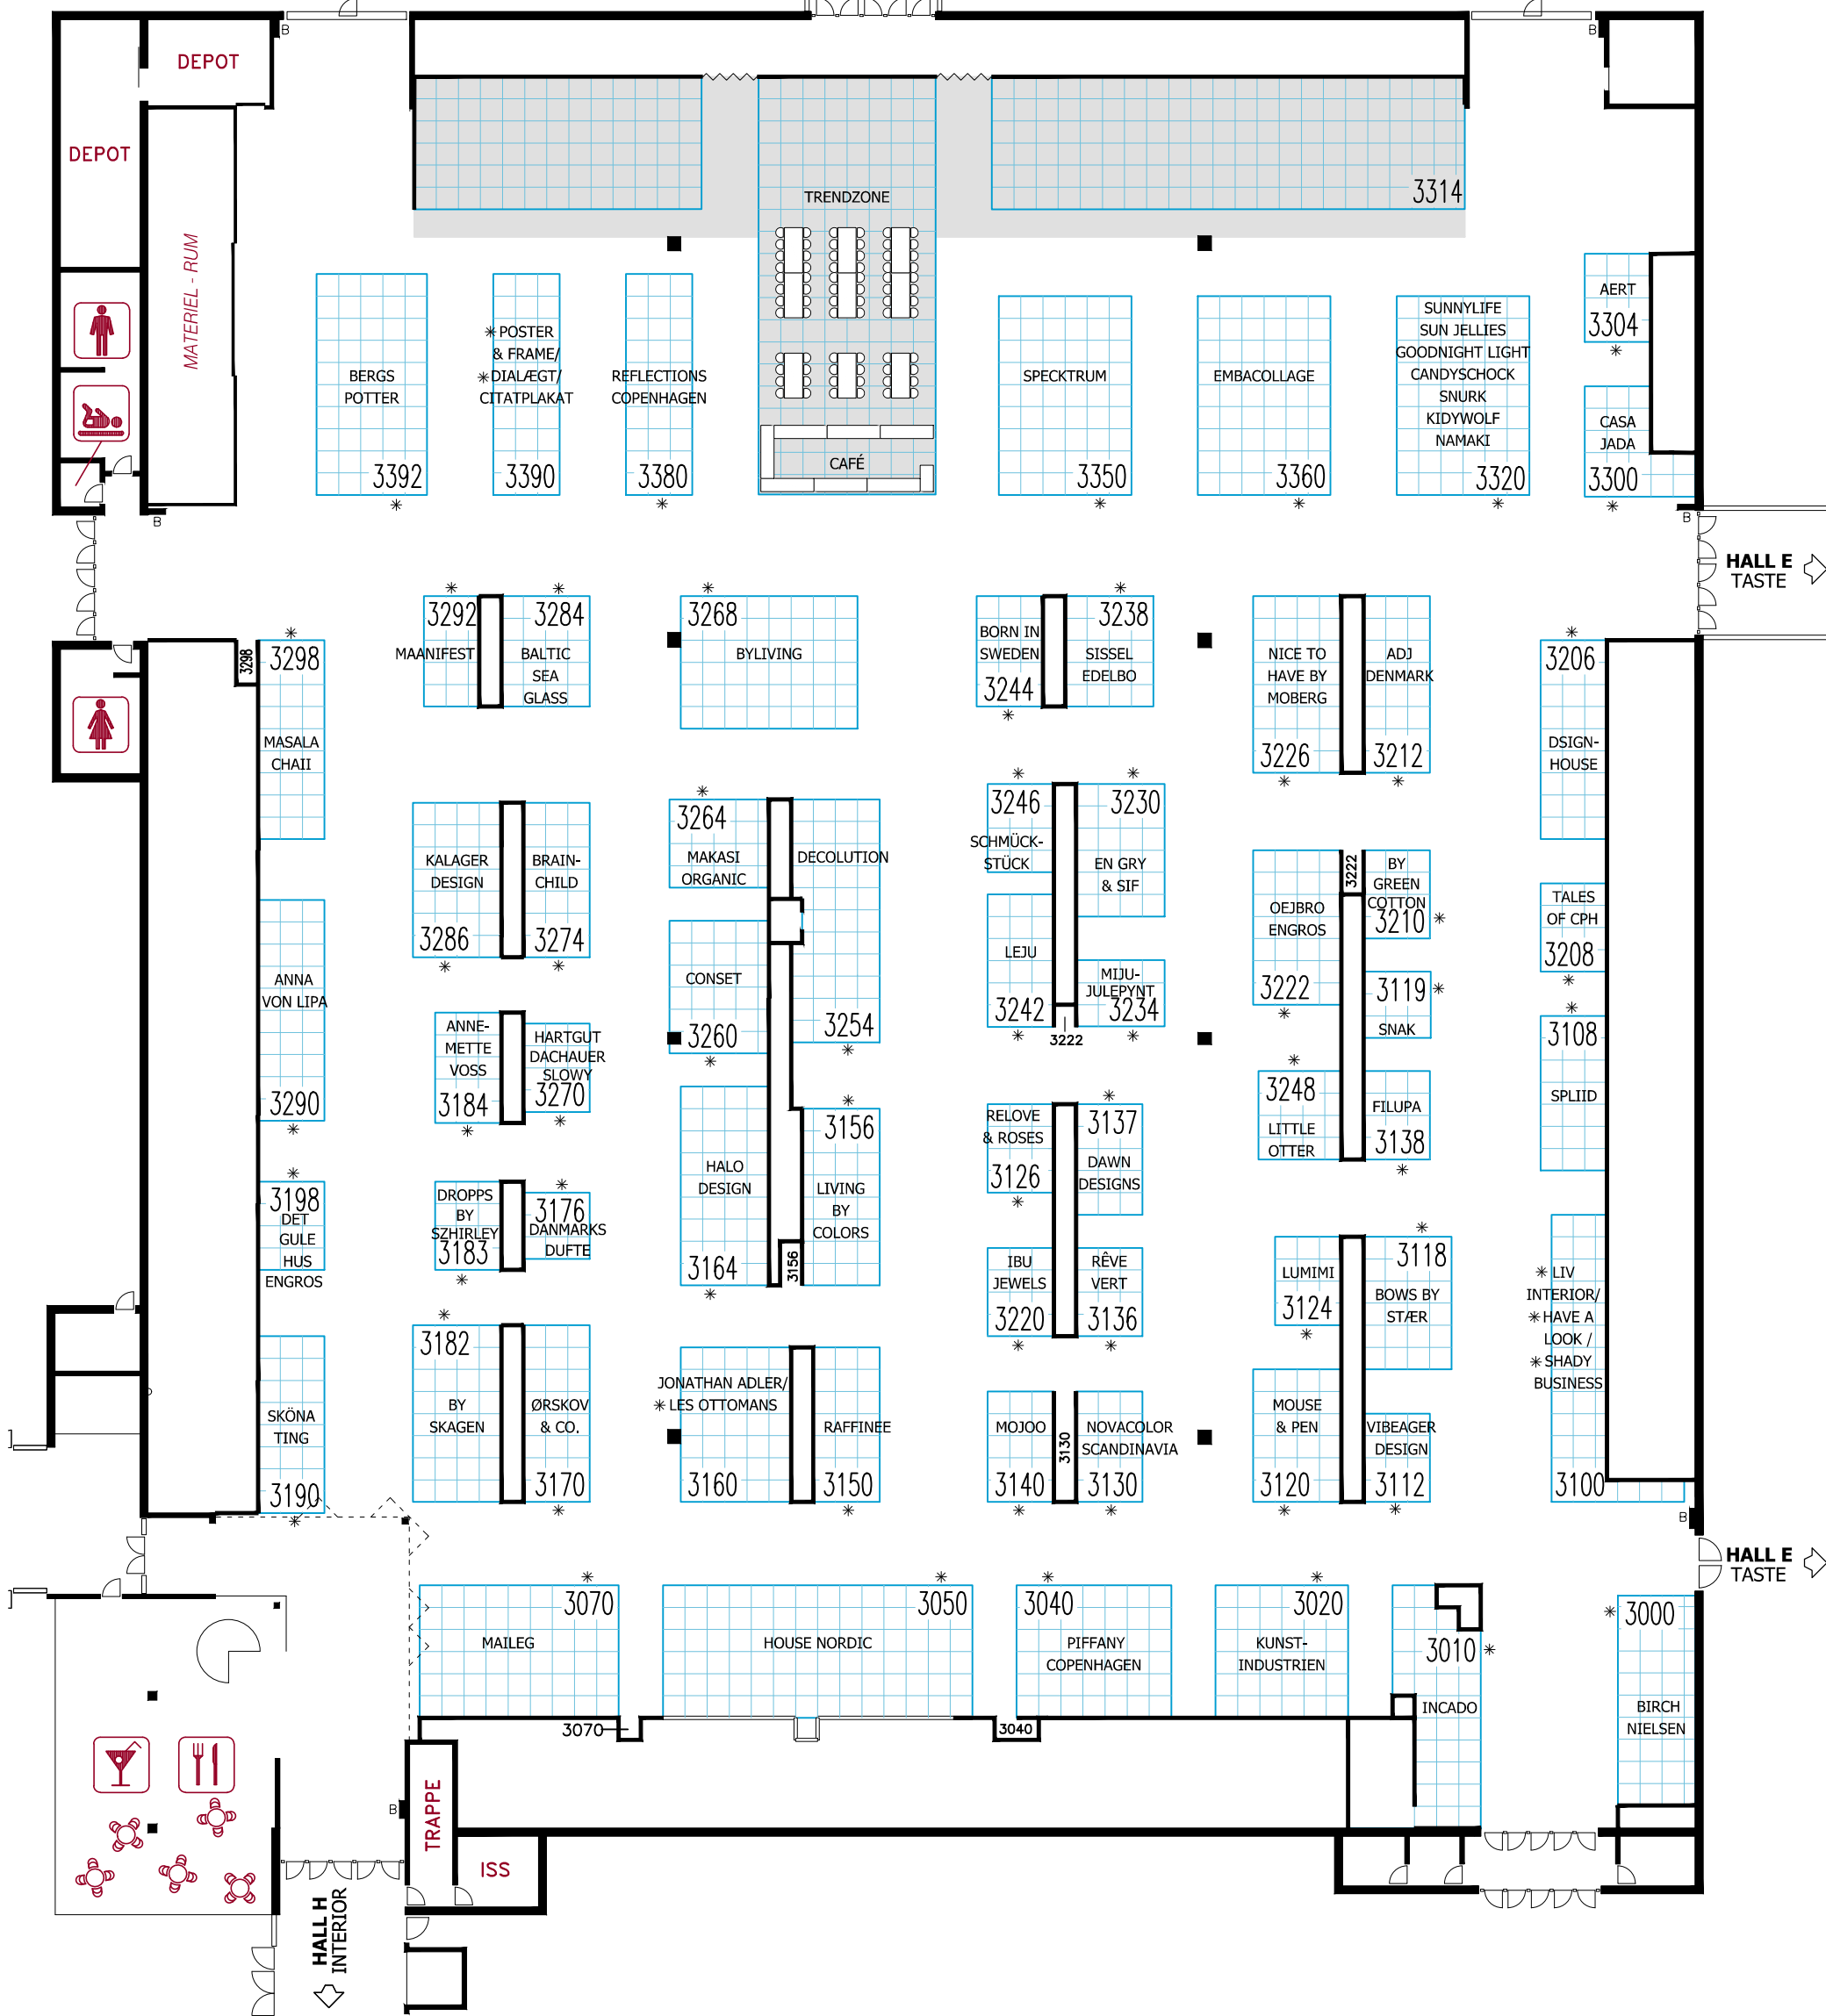 B
B
DEPOT
DEPOT
MATERIEL - RUM
TRENDZONE
3314
AERT
3304
*
BERGS
POTTER
3392
*
* POSTER
& FRAME/
* DIALÆGT/
CITATPLAKAT
3390
REFLECTIONS
COPENHAGEN
3380
*
CAFÉ
SPECKTRUM
3350
*
EMBACOLLAGE
3360
*
SUNNYLIFE
SUN JELLIES
GOODNIGHT LIGHT
CANDYSCHOCK
SNURK
KIDYWOLF
NAMAKI
3320
*
CASA
JADA
3300
*
B
B
HALL E
TASTE
*
3292
MAANIFEST
*
3284
BALTIC
SEA
GLASS
*
3268
BYLIVING
BORN IN
SWEDEN
3244
*
*
3238
SISSEL
EDELBO
NICE TO
HAVE BY
MOBERG
3226
*
ADJ
DENMARK
3212
*
*
3206
DSIGN-
HOUSE
*
3298
3298
MASALA
CHAII
KALAGER
DESIGN
3286
*
BRAIN-
CHILD
3274
*
*
3264
MAKASI
ORGANIC
DECOLUTION
3254
*
*
3246
SCHMÜCK-
STÜCK
*
3230
EN GRY
& SIF
OEJBRO
ENGROS
3222
*
3222
BY
GREEN
COTTON
3210 *
TALES
OF CPH
3208
*
ANNA
VON LIPA
3290
*
CONSET
3260
*
LEJU
3242
*
3222
MIJU-
JULEPYNT
3234
*
3119 *
SNAK
*
3108
SPLIID
ANNE-
METTE
VOSS
3184
*
HARTGUT
DACHAUER
SLOWY
3270
*
*
3248
LITTLE
OTTER
FILUPA
3138
*
HALO
DESIGN
3164
*
*
3156
LIVING
BY
COLORS
3156
RELOVE
& ROSES
3126
*
*
3137
DAWN
DESIGNS
*
3198
DET
GULE
HUS
ENGROS
DROPPS
BY
SZHIRLEY
3183
*
*
3176
DANMARKS
DUFTE
IBU
JEWELS
3220
*
RÊVE
VERT
3136
*
LUMIMI
3124
*
*
3118
BOWS BY
STÆR
*
* LIV
INTERIOR/
* HAVE A
LOOK /
* SHADY
BUSINESS
3100
SKÖNA
TING
3190
*
*
3182
BY
SKAGEN
ØRSKOV
& CO.
3170
*
JONATHAN ADLER/
* LES OTTOMANS
3160
RAFFINEE
3150
*
MOJOO
3140
*
3130
NOVACOLOR
SCANDINAVIA
3130
*
MOUSE
& PEN
3120
*
VIBEAGER
DESIGN
3112
*
B
HALL E
TASTE
*
3070
MAILEG
*
3050
HOUSE NORDIC
*
3040
PIFFANY
COPENHAGEN
*
3020
KUNST-
INDUSTRIEN
3010 *
INCADO
* 3000
BIRCH
NIELSEN
3070
3040
B
TRAPPE
ISS
HALL H
INTERIOR